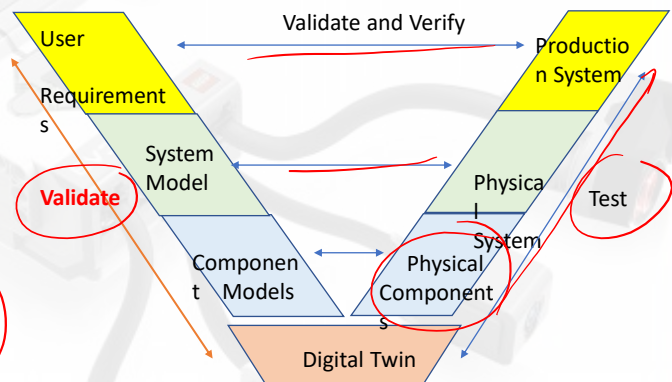 Validate and Verify
User
Requirement
s
Productio
n System
System
Model
Validate
Physica
l
System
Test
Componen
t Models
Physical
Component
s
Digital Twin